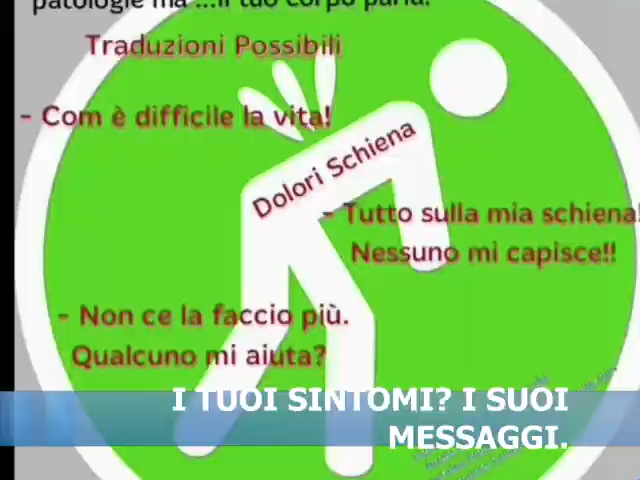 patologie ma ...il tuo corpo parla.
Traduzioni Possibili
- Com è difficile la vita!
Dolori Schiena
- Tutto sulla mia schiena!
Nessuno mi capisce!!
- Non ce la faccio più.
Qualcuno mi aiuta?
I TUOI SINTOMI? I SUOI
MESSAGGI.